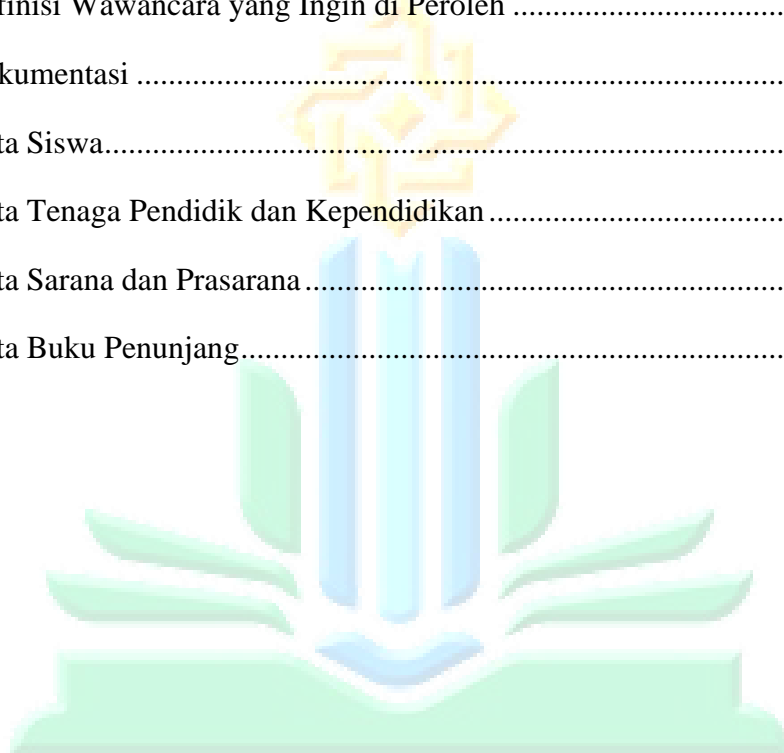 finisi Wawancara yang Ingin di Peroleh ..................................
kumentasi .................................................................................
ta Siswa.....................................................................................
ta Tenaga Pendidik dan Kependidikan .....................................
ta Sarana dan Prasarana ............................................................
ta Buku Penunjang....................................................................